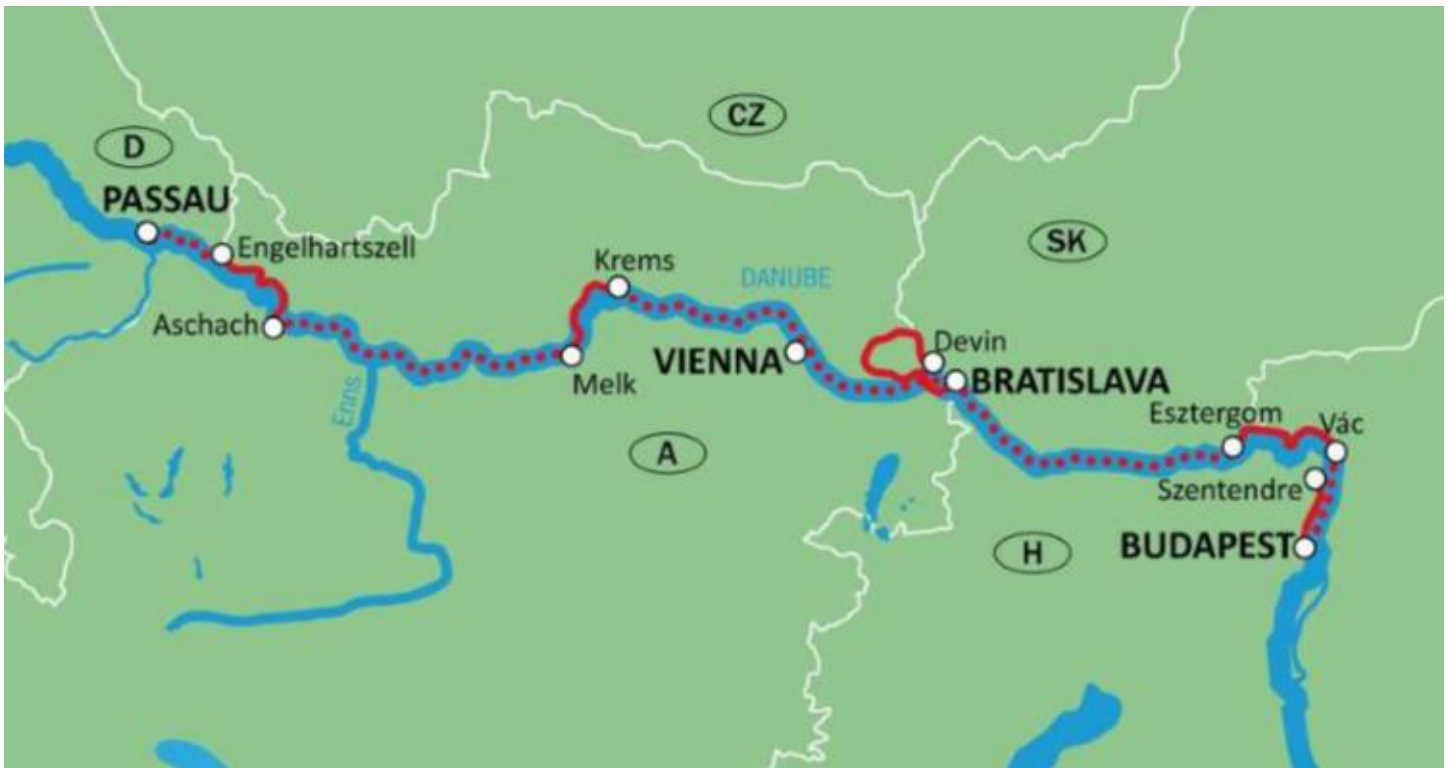 CZ
D
PASSAU
Engelhartszell
SK
Krems
DANUBE
Aschach
Devin
VIENNA
Melk
BRATISLAVA
Enns
Esztergom
Vác
A
Szentendre
H
BUDAPEST